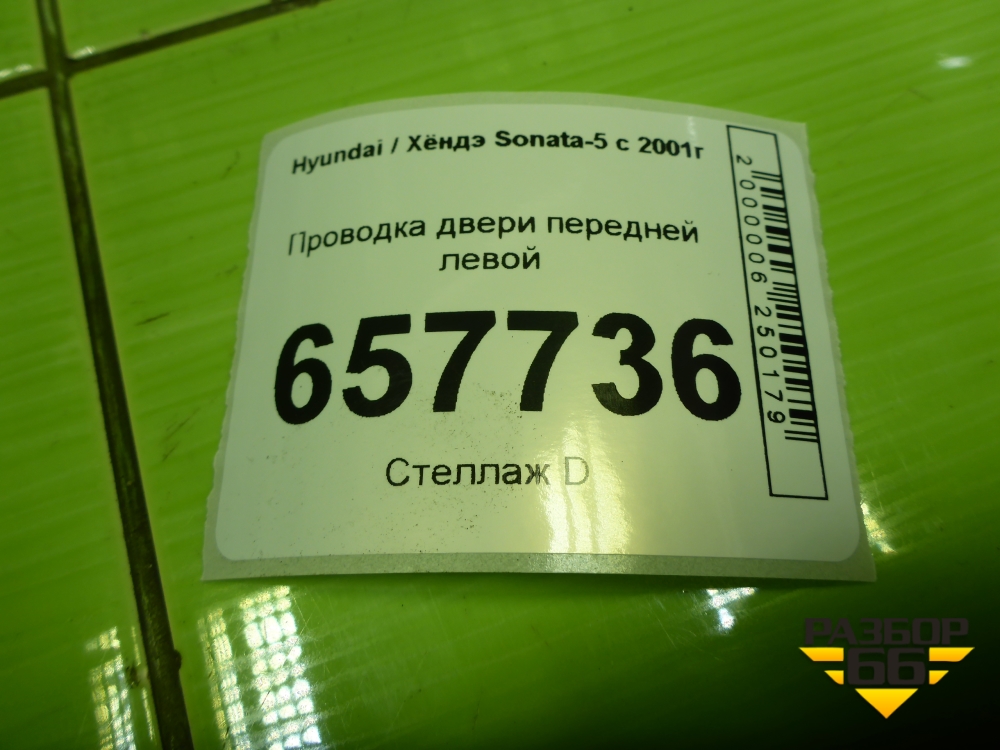 Hyundai / Хёндэ Sonata-5 с 2001г
Проводка двери передней
левой
657736
Стеллаж D
2000006250179
РАЗБОР
66